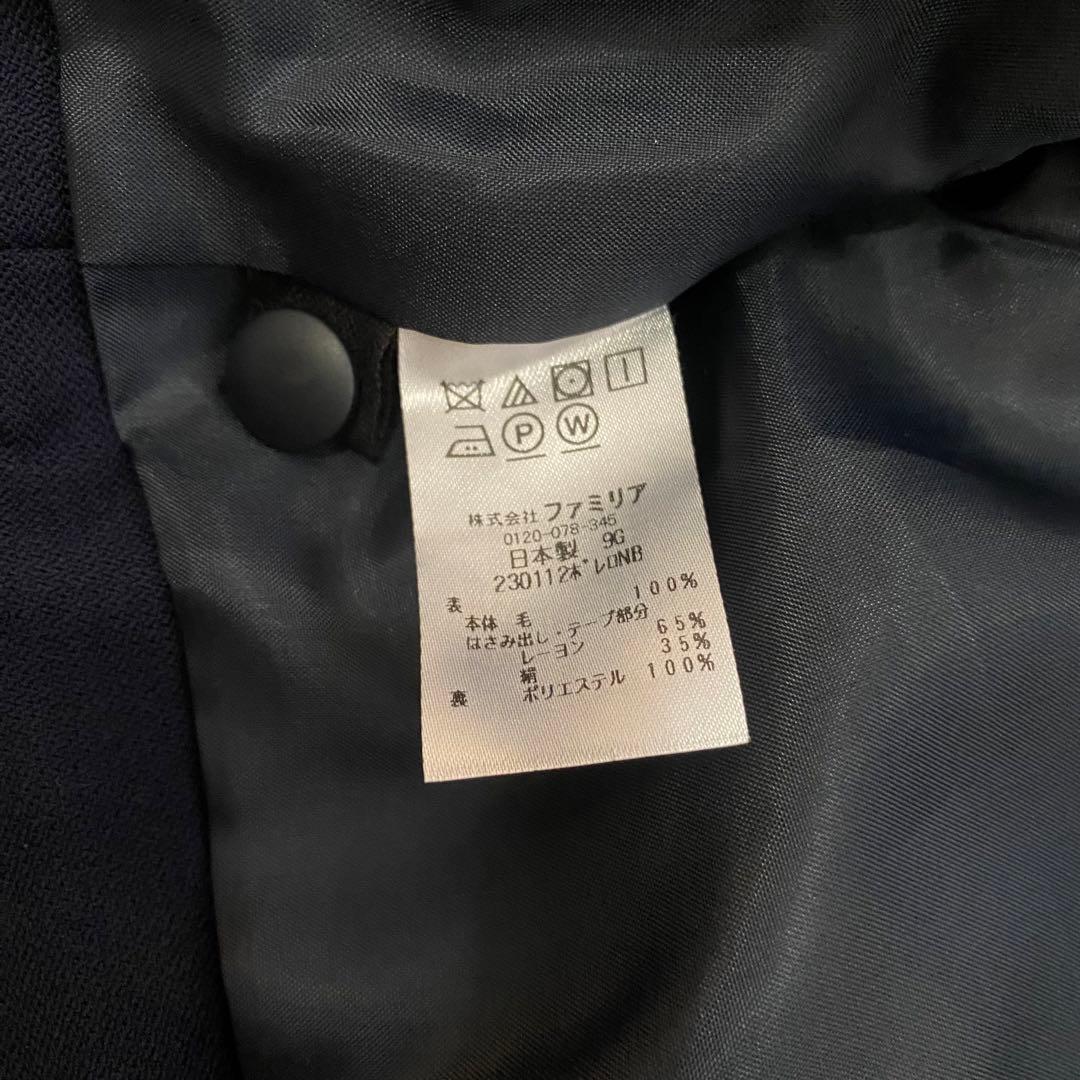 P W
株式会社 ファミリア
0120-078-345
日本製 9G
230112ボレロNB
表
本体 毛 100%
はさみ出し・テープ部分
レーヨン 65%
絹 35%
裏 ポリエステル 100%